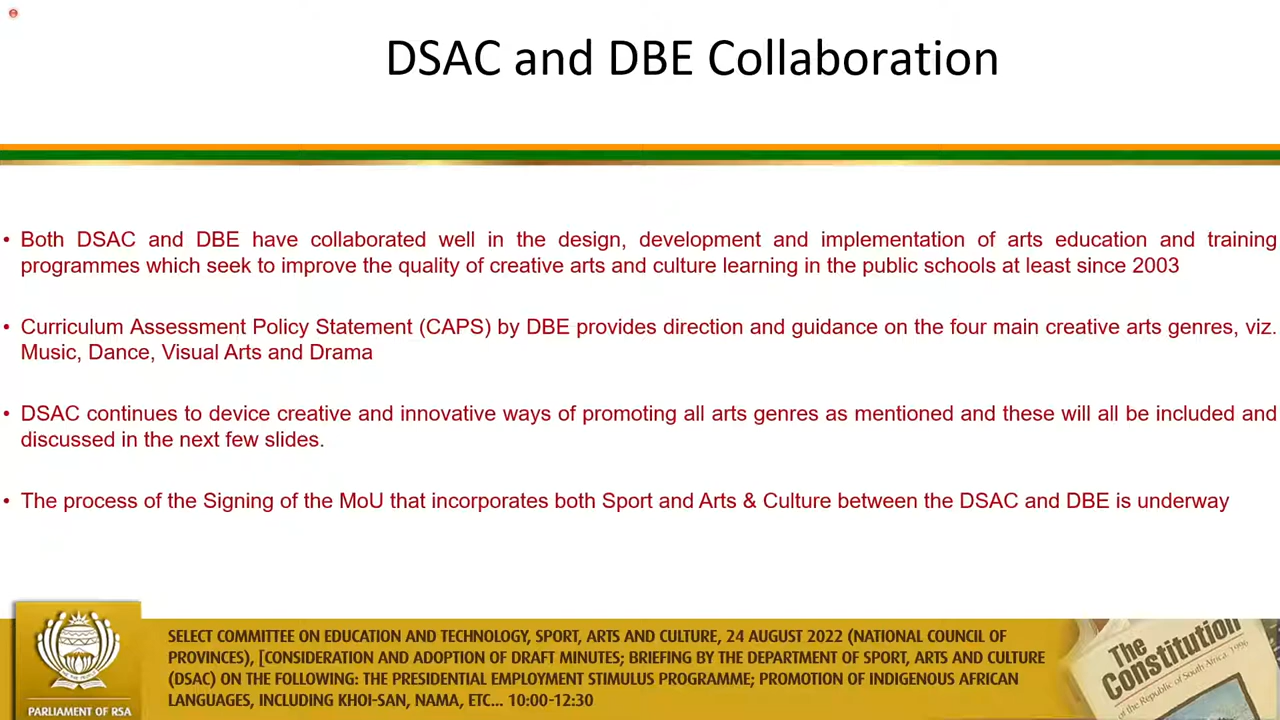 DSAC and DBE Collaboration
• Both DSAC and DBE have collaborated well in the design, development and implementation of arts education and training
programmes which seek to improve the quality of creative arts and culture learning in the public schools at least since 2003
• Curriculum Assessment Policy Statement (CAPS) by DBE provides direction and guidance on the four main creative arts genres, viz.
Music, Dance, Visual Arts and Drama
• DSAC continues to device creative and innovative ways of promoting all arts genres as mentioned and these will all be included and
discussed in the next few slides.
• The process of the Signing of the MoU that incorporates both Sport and Arts & Culture between the DSAC and DBE is underway
SELECT COMMITTEE ON EDUCATION AND TECHNOLOGY, SPORT, ARTS AND CULTURE, 24 AUGUST 2022 (NATIONAL COUNCIL OF
PROVINCES), [CONSIDERATION AND ADOPTION OF DRAFT MINUTES; BRIEFING BY THE DEPARTMENT OF SPORT, ARTS AND CULTURE
(DSAC) ON THE FOLLOWING: THE PRESIDENTIAL EMPLOYMENT STIMULUS PROGRAMME; PROMOTION OF INDIGENOUS AFRICAN
LANGUAGES, INCLUDING KHOI-SAN, NAMA, ETC... 10:00-12:30
PARLIAMENT OF RSA
The
Constitution
of the Republic of South Africa, 1996